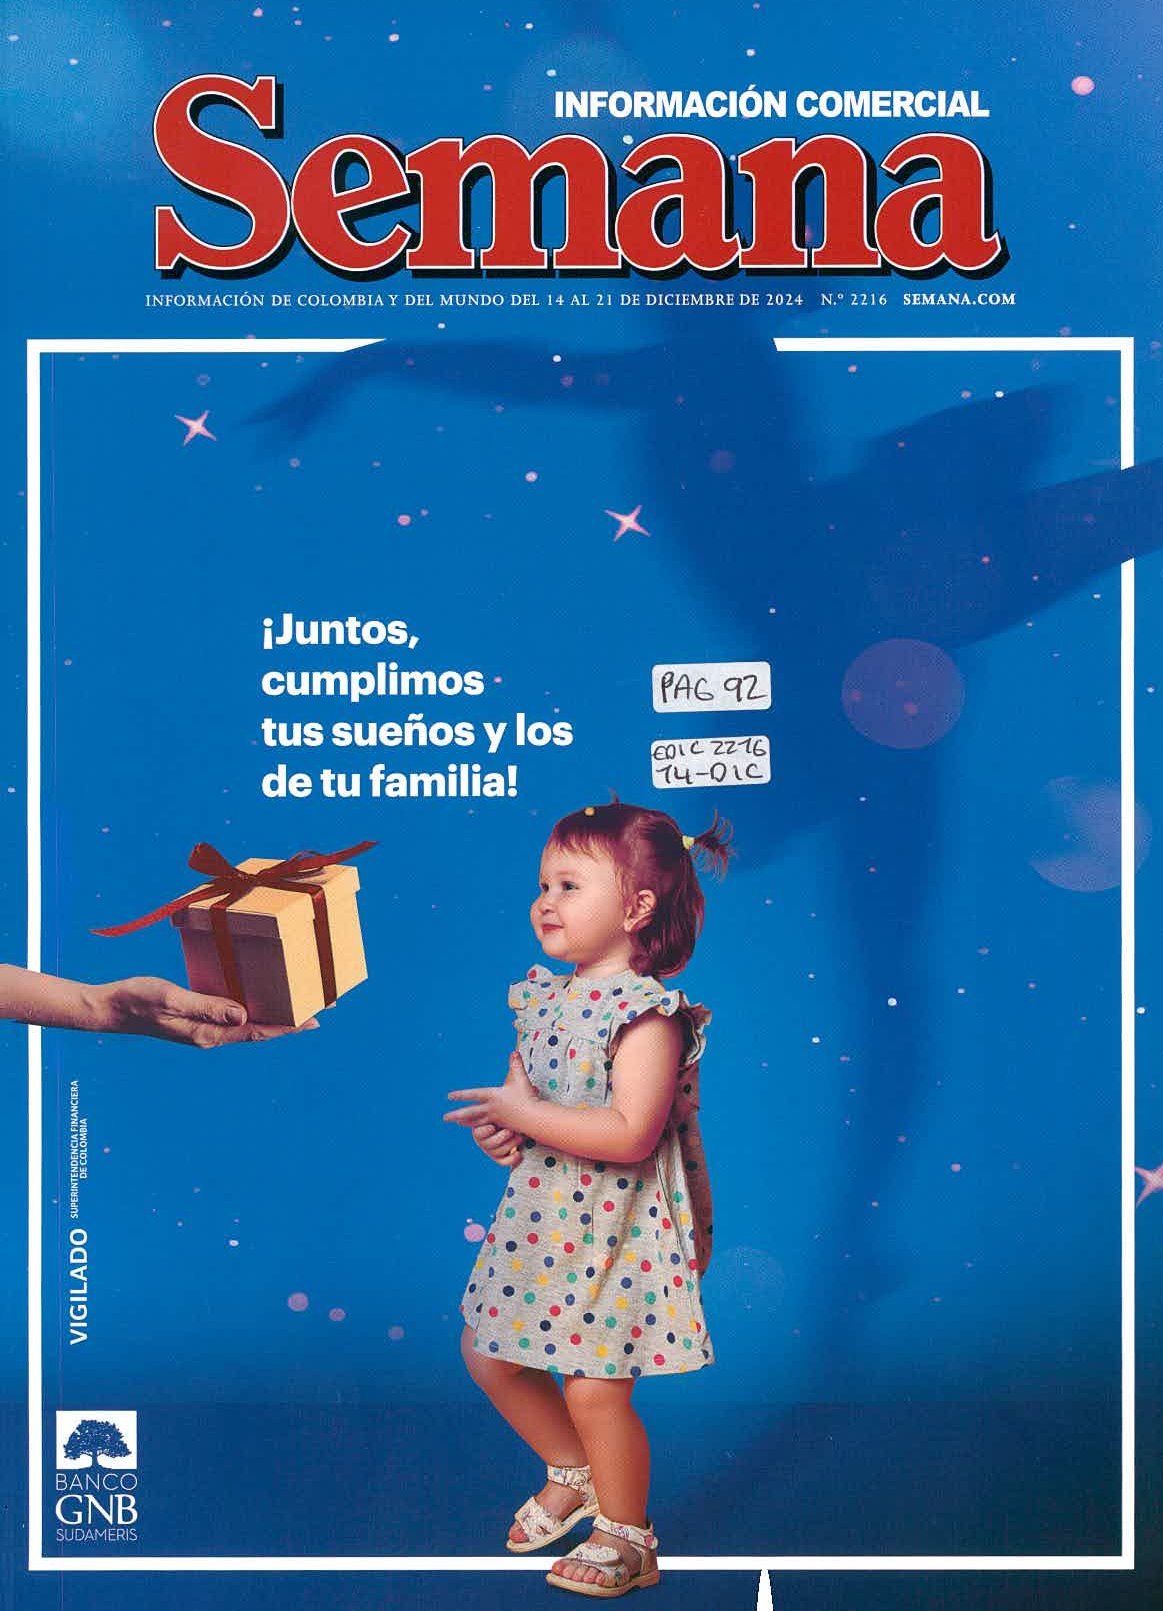 INFORMACIÓN COMERCIAL
Semana
INFORMACIÓN DE COLOMBIA Y DEL MUNDO DEL 14 AL 21 DE DICIEMBRE DE 2024 N.º 2216 SEMANA.COM
¡Juntos,
cumplimos
tus sueños y los
de tu familia!
PAG 92
EDIC 2216
14-DIC
VIGILADO SUPERINTENDENCIA FINANCIERA
DE COLOMBIA
BANCO
GNB
SUDAMERIS